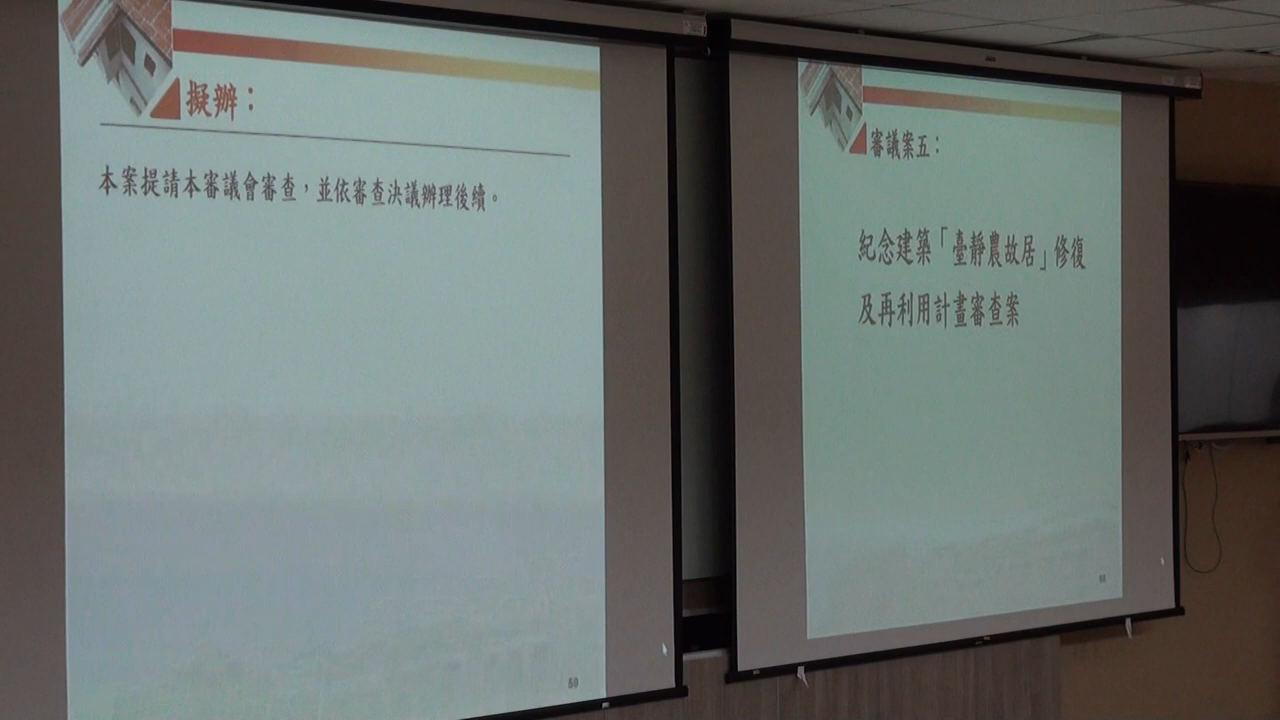 擬辦：
本案提請本審議會審查，並依審查決議辦理後續。
59
審議案五：
紀念建築「臺靜農故居」修復
及再利用計畫審查案